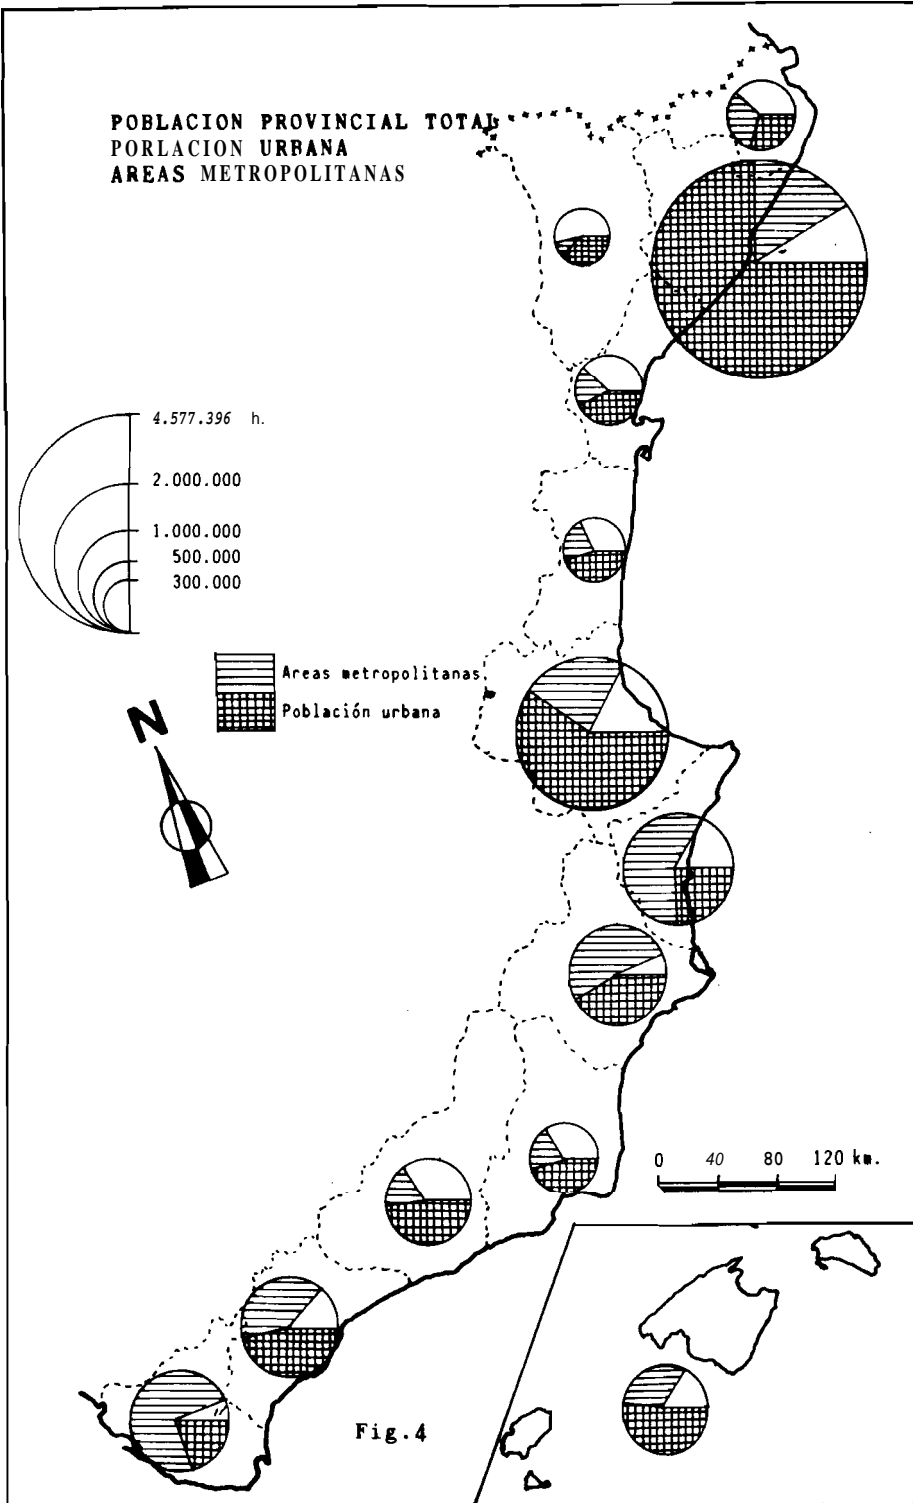 POBLACION PROVINCIAL TOTAL
PORLACION URBANA
AREAS METROPOLITANAS
4.577.396 h.
2.000.000
1.000.000
500.000
300.000
Areas metropolitanas
Población urbana
N
0 40 80 120 km.
Fig.4